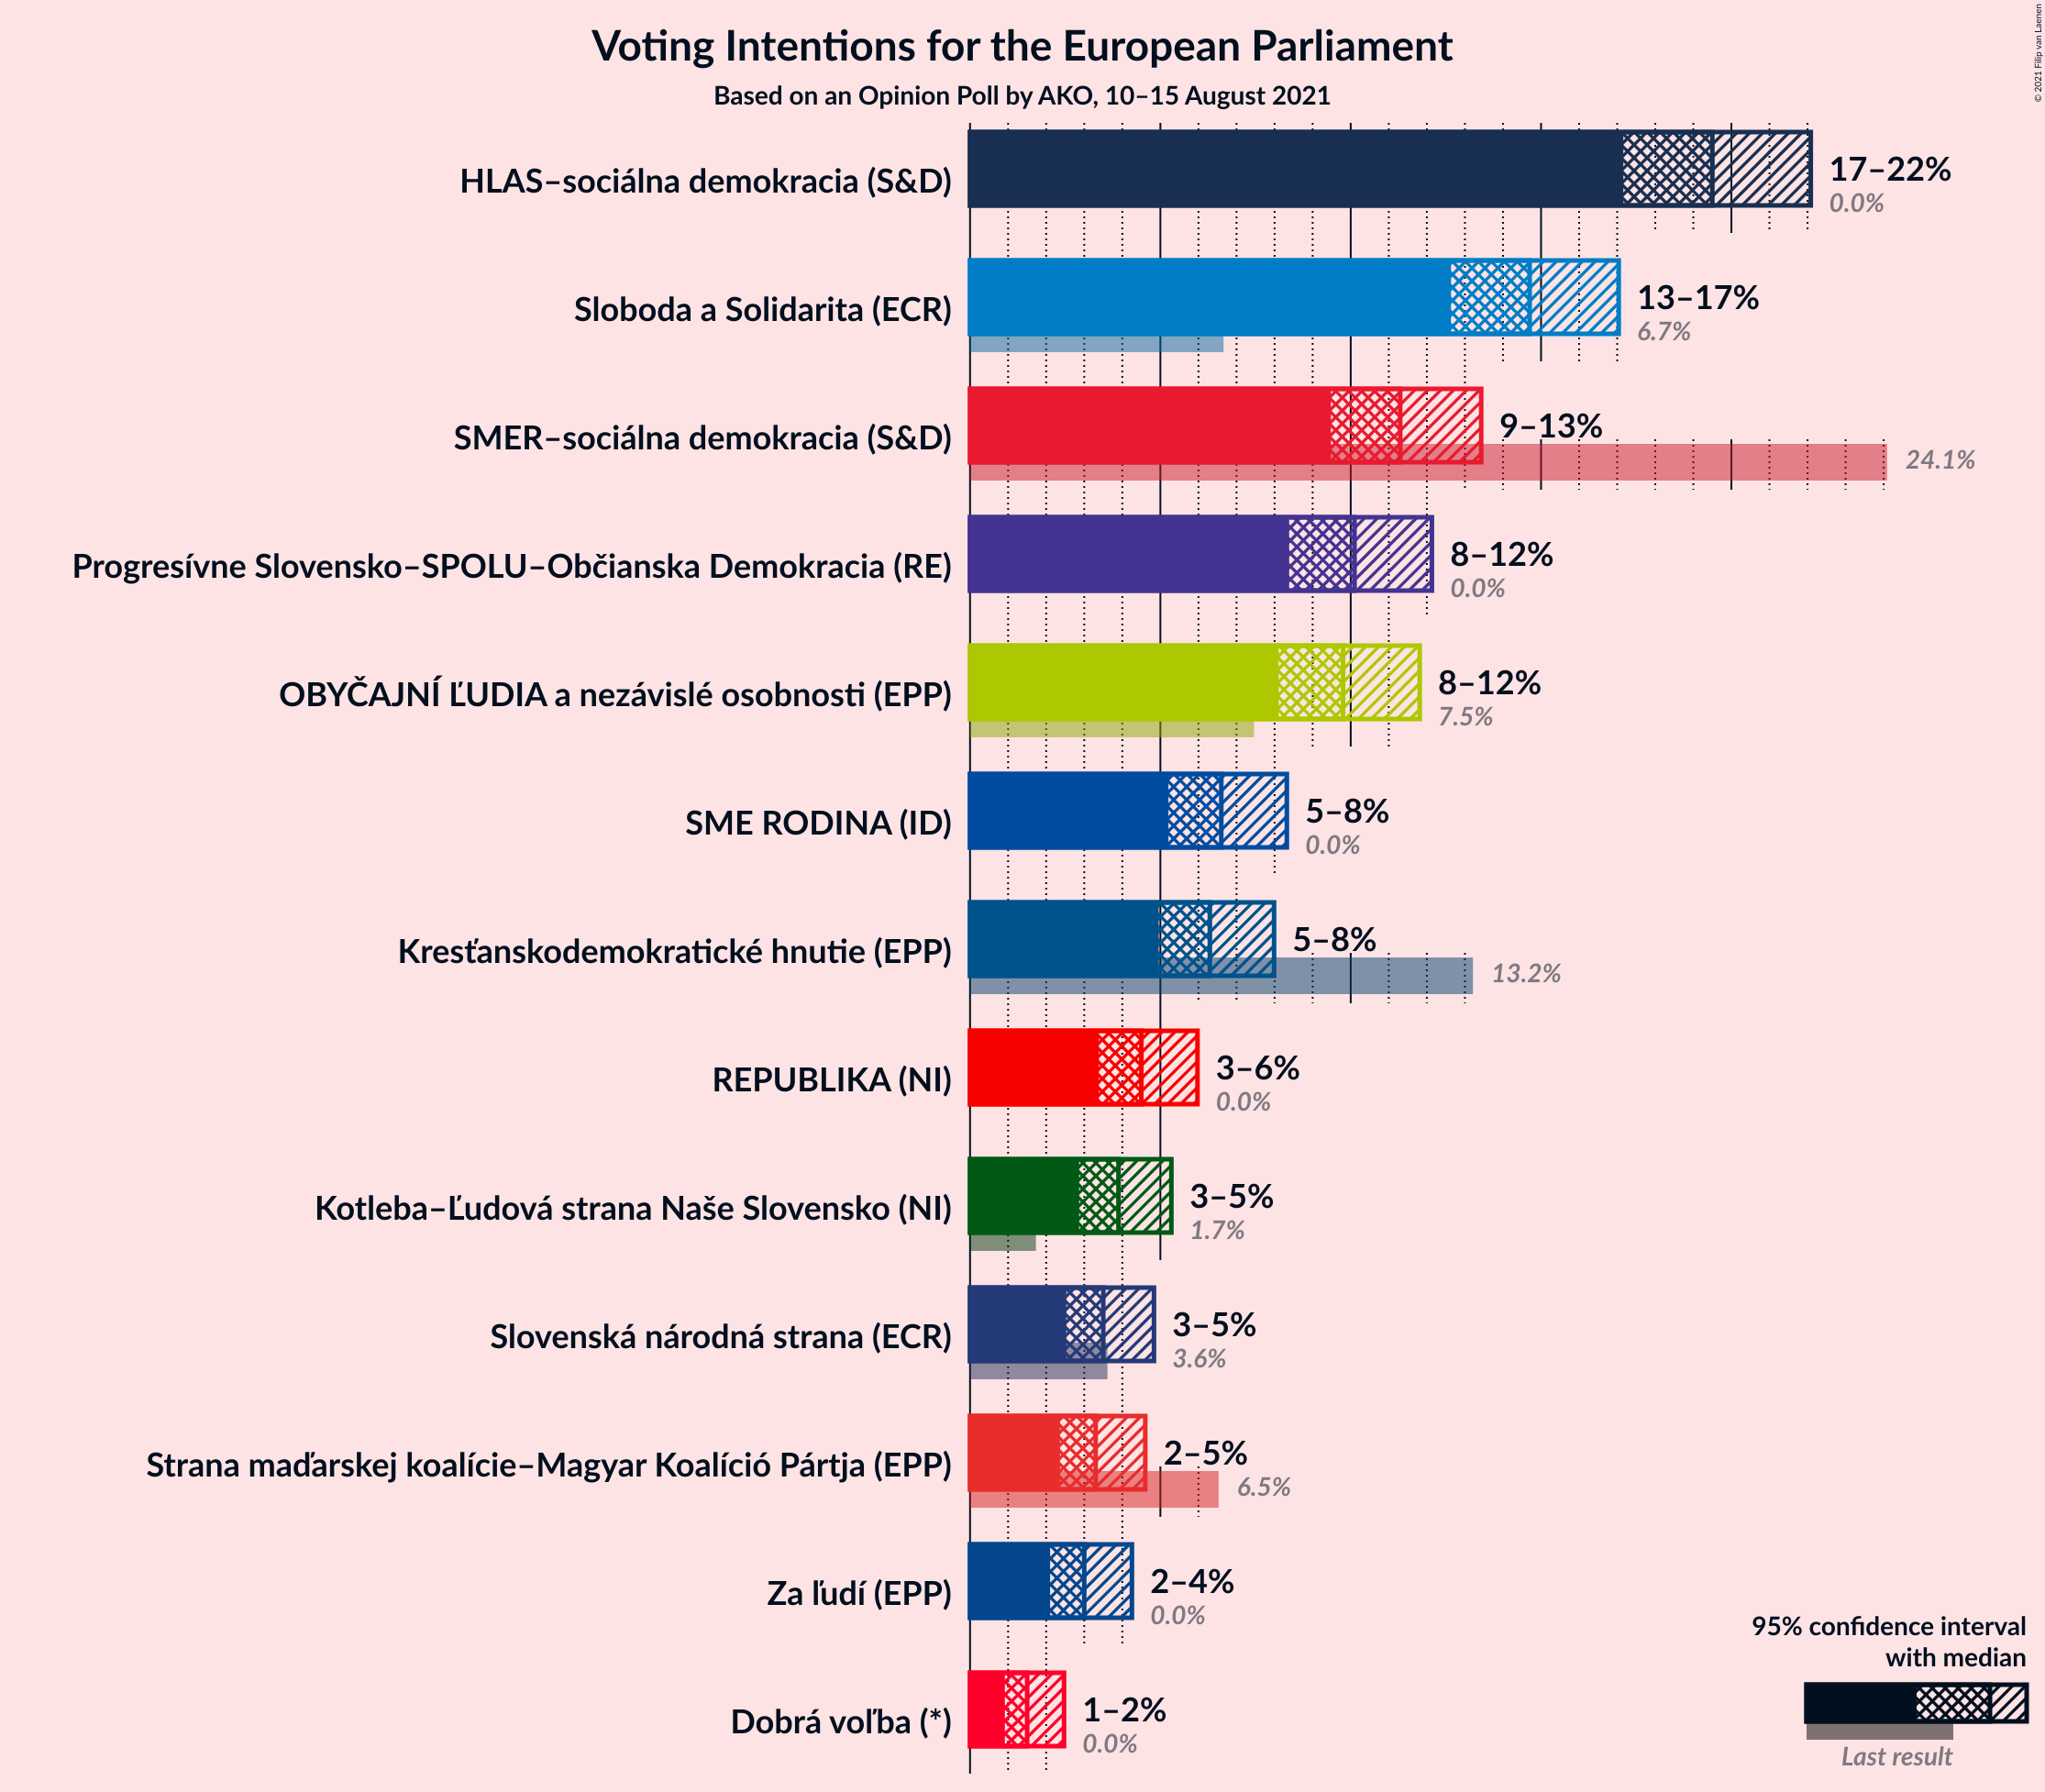 Voting Intentions for the European Parliament
Based on an Opinion Poll by AKO, 10–15 August 2021
© 2021 Filip van Laenen
HLAS–sociálna demokracia (S&D)
17–22%
0.0%
Sloboda a Solidarita (ECR)
13–17%
6.7%
SMER–sociálna demokracia (S&D)
9–13%
24.1%
Progresívne Slovensko–SPOLU–Občianska Demokracia (RE)
8–12%
0.0%
OBYČAJNÍ ĽUDIA a nezávislé osobnosti (EPP)
8–12%
7.5%
SME RODINA (ID)
5–8%
0.0%
Kresťanskodemokratické hnutie (EPP)
5–8%
13.2%
REPUBLIKA (NI)
3–6%
0.0%
Kotleba–Ľudová strana Naše Slovensko (NI)
3–5%
1.7%
Slovenská národná strana (ECR)
3–5%
3.6%
Strana maďarskej koalície–Magyar Koalíció Pártja (EPP)
2–5%
6.5%
Za ľudí (EPP)
2–4%
0.0%
Dobrá voľba (*)
1–2%
0.0%
95% confidence interval
with median
Last result